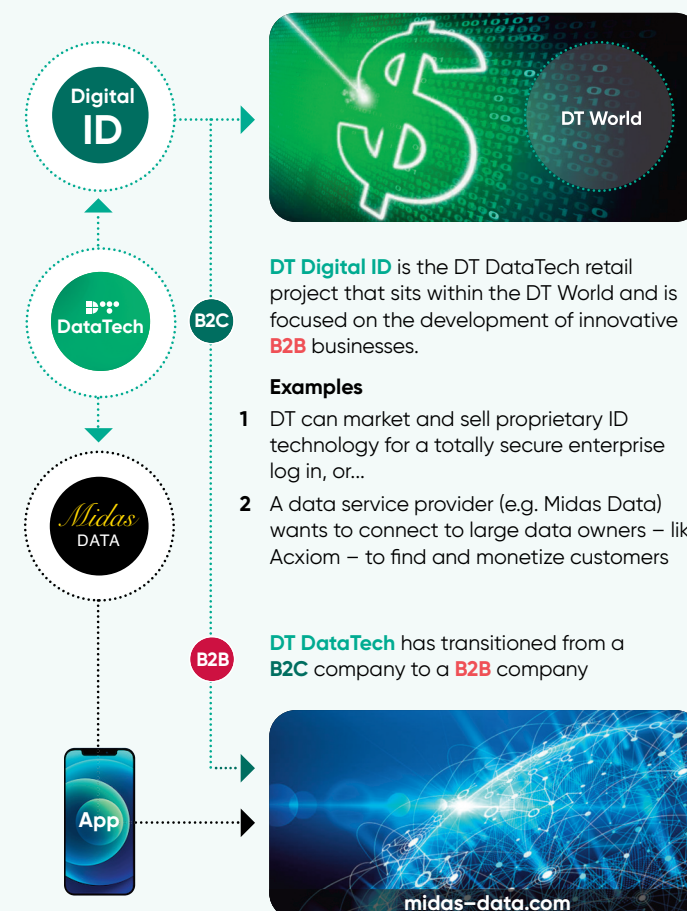 Digital
ID
DT World
DT Digital ID is the DT DataTech retail
project that sits within the DT World and is
focused on the development of innovative
B2B businesses.
DataTech
B2C
Examples
1 DT can market and sell proprietary ID
technology for a totally secure enterprise
log in, or...
2 A data service provider (e.g. Midas Data)
wants to connect to large data owners – lik
Acxiom – to find and monetize customers
Midas
DATA
B2B
DT DataTech has transitioned from a
B2C company to a B2B company
App
midas–data.com